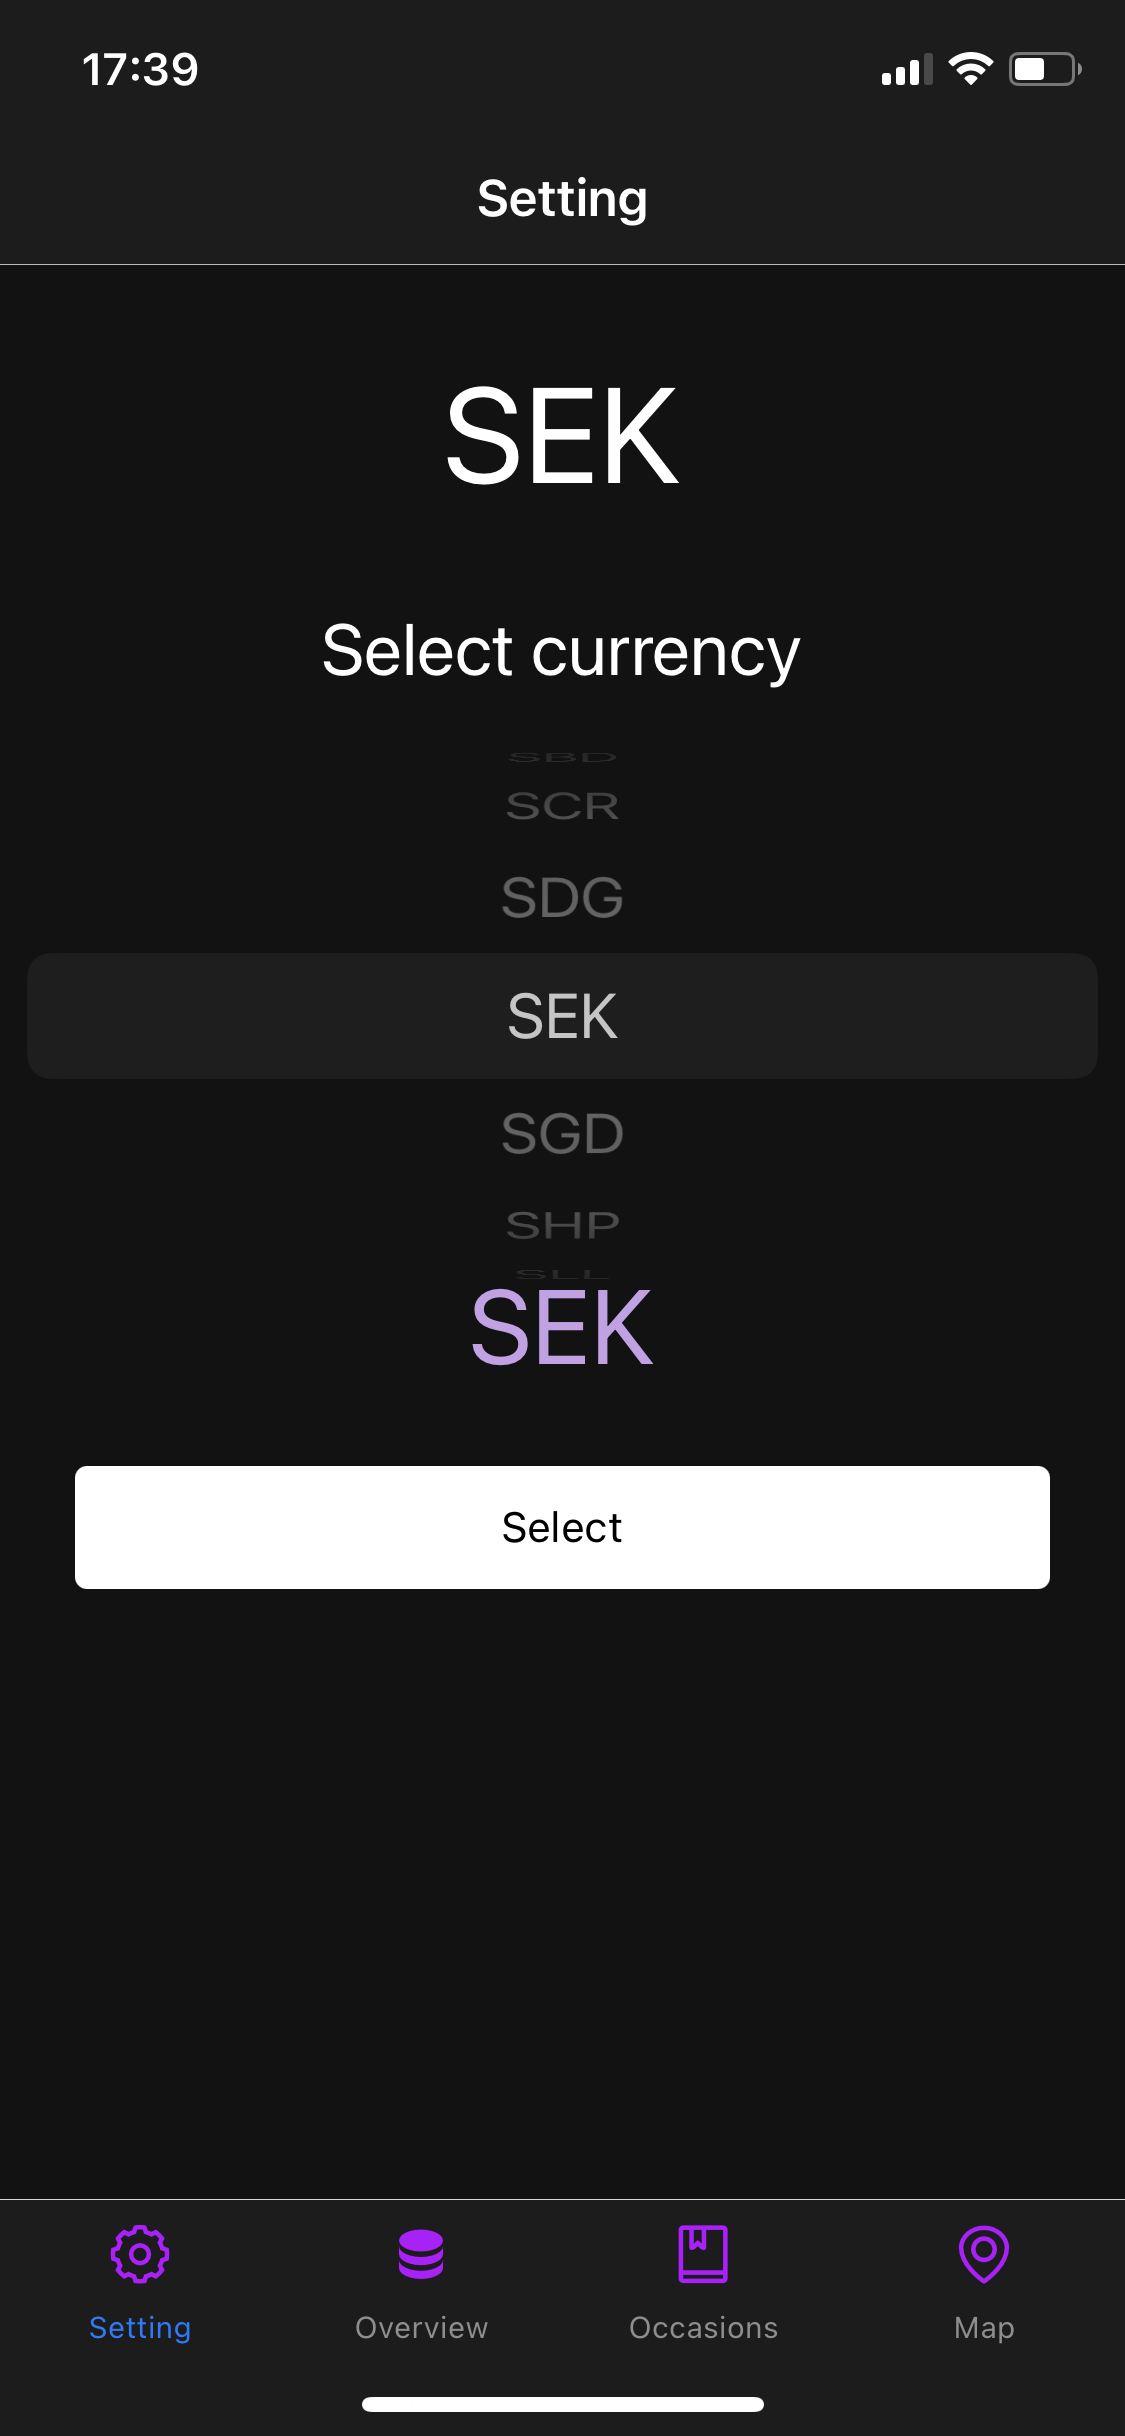 17:39
Setting
SEK
Select currency
SBD
SCR
SDG
SEK
SGD
SHP
SLL
SEK
Select
Setting
Overview
Occasions
Map